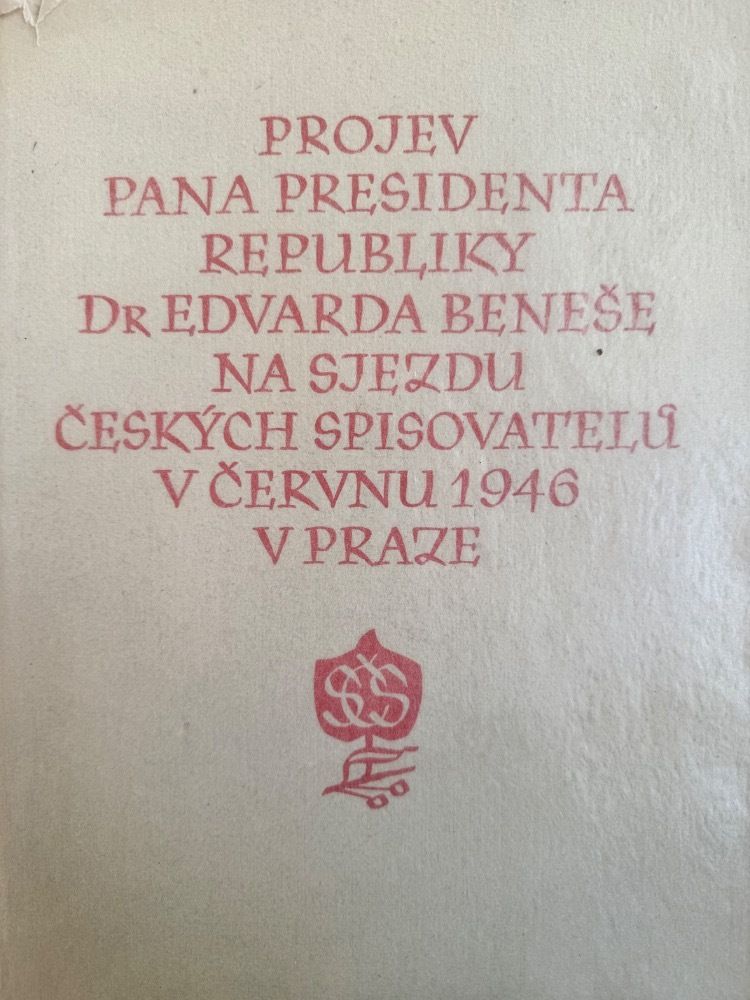 PROJEV
PANA PRESIDENTA
REPUBLIKY
DR EDVARDA BENEŠE
NA SJEZDU
ČESKÝCH SPISOVATELŮ
V ČERVNU 1946
V PRAZE